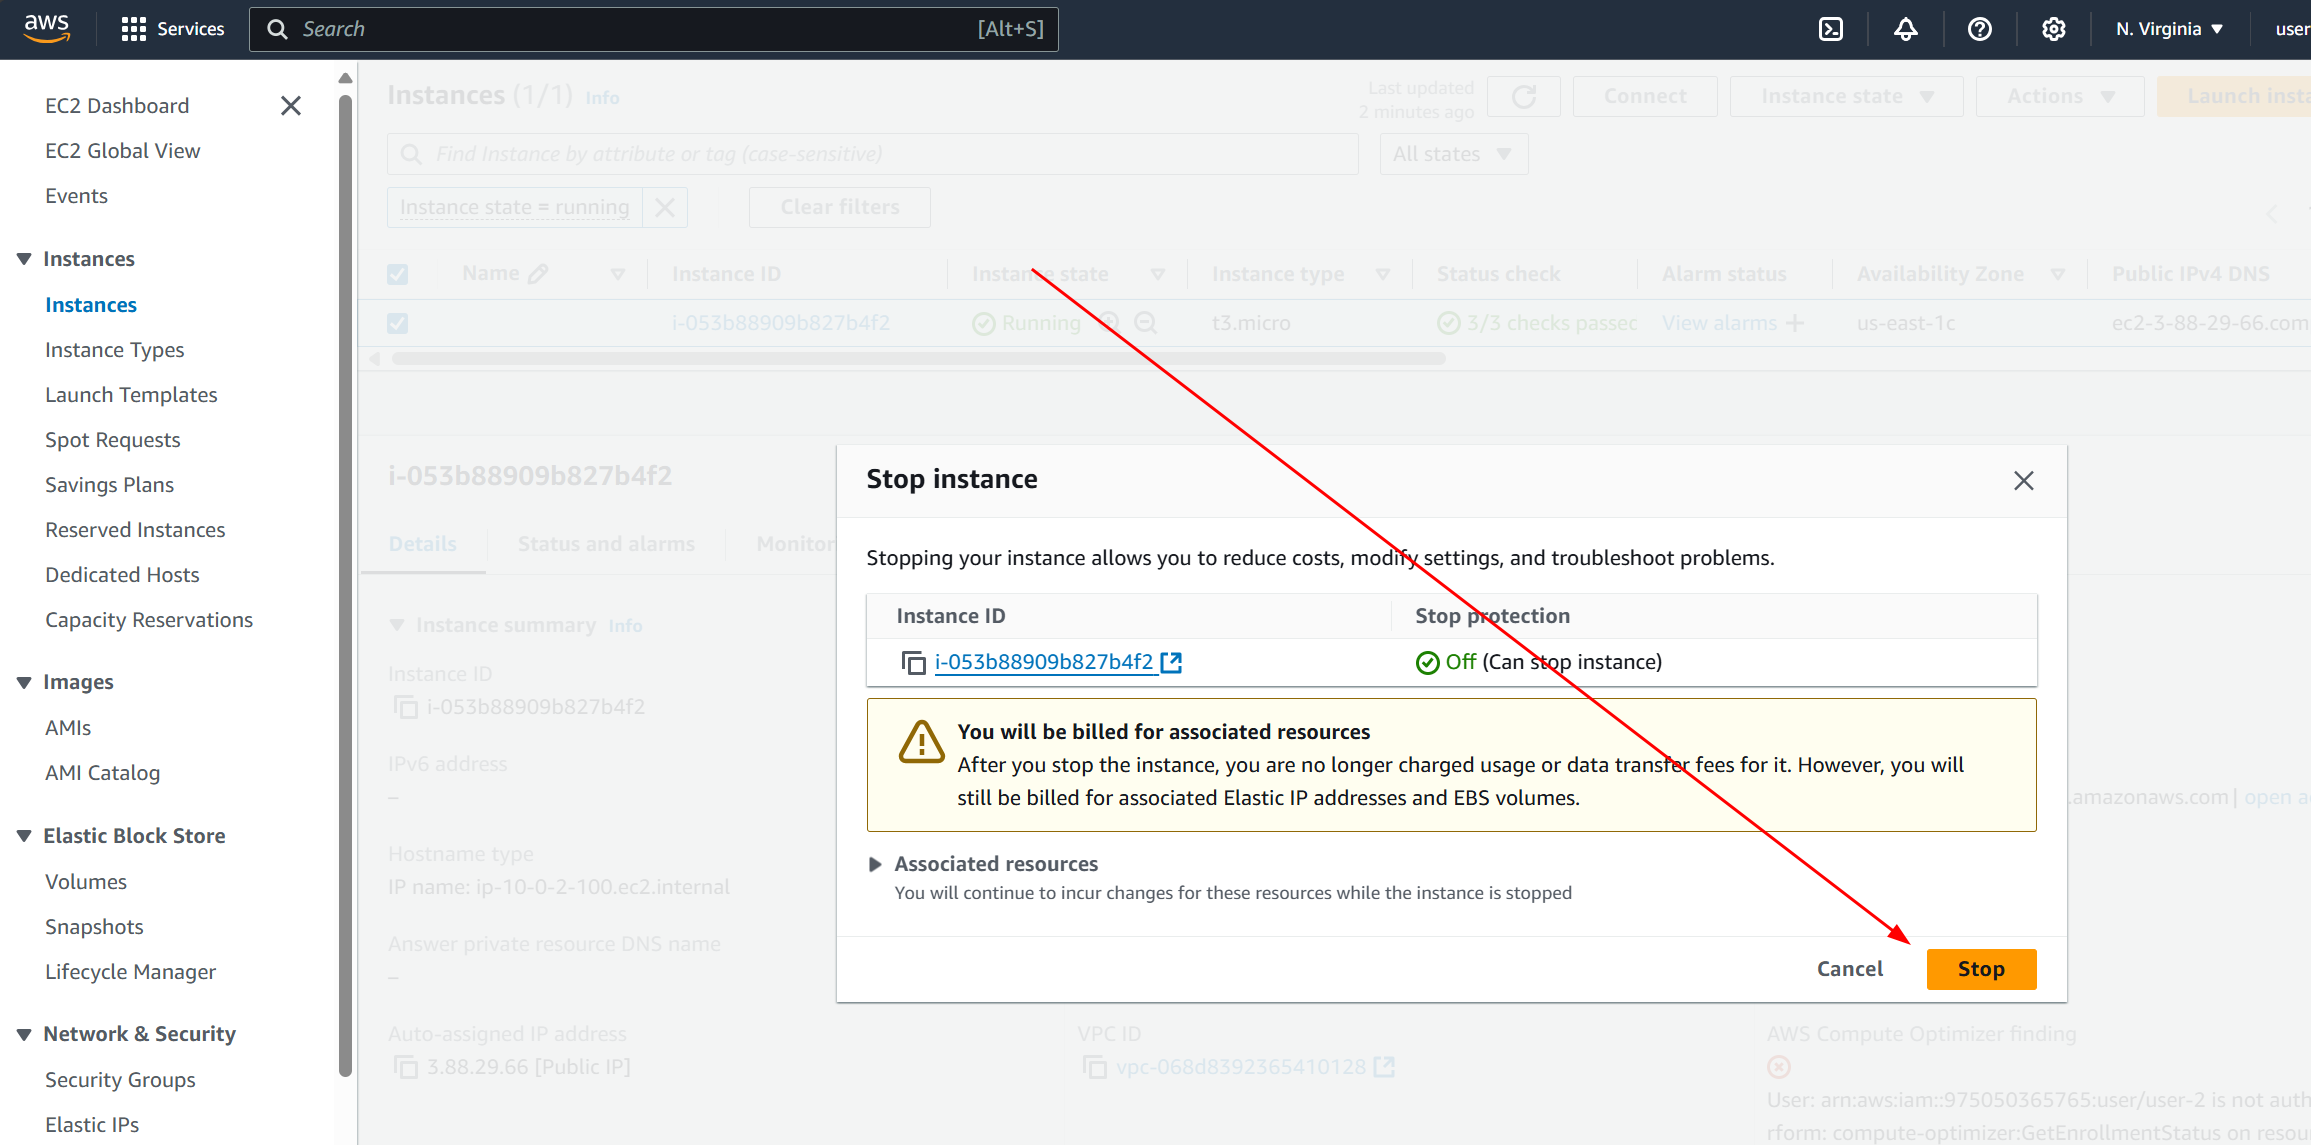 aws
Services
Search
[Alt+S]
N. Virginia
user
EC2 Dashboard
EC2 Global View
Events
Instances
Instances
Instance Types
Launch Templates
Spot Requests
Savings Plans
Reserved Instances
Dedicated Hosts
Capacity Reservations
Images
AMIs
AMI Catalog
Elastic Block Store
Volumes
Snapshots
Lifecycle Manager
Network & Security
Security Groups
Elastic IPs
Instances (1/1) Info
Last updated
2 minutes ago
Connect
Instance state
Actions
Launch insta
Find Instance by attribute or tag (case-sensitive)
All states
Instance state = running
Clear filters
Name
Instance ID
Instance state
Instance type
Status check
Alarm status
Availability Zone
Public IPv4 DNS
i-053b88909b827b4f2
Running
t3.micro
3/3 checks passec
View alarms
us-east-1c
ec2-3-88-29-66.com
i-053b88909b827b4f2
Details
Status and alarms
Monitor
Instance summary Info
Instance ID
i-053b88909b827b4f2
IPv6 address
–
Hostname type
IP name: ip-10-0-2-100.ec2.internal
Answer private resource DNS name
–
Auto-assigned IP address
3.88.29.66 [Public IP]
Stop instance
Stopping your instance allows you to reduce costs, modify settings, and troubleshoot problems.
Instance ID
Stop protection
i-053b88909b827b4f2
Off (Can stop instance)
You will be billed for associated resources
After you stop the instance, you are no longer charged usage or data transfer fees for it. However, you will
still be billed for associated Elastic IP addresses and EBS volumes.
Associated resources
You will continue to incur changes for these resources while the instance is stopped
Cancel
Stop
.amazonaws.com | open a
VPC ID
vpc-068d8392365410128
AWS Compute Optimizer finding
User: arn:aws:iam::975050365765:user/user-2 is not auth
rform: compute-optimizer:GetEnrollmentStatus on resou